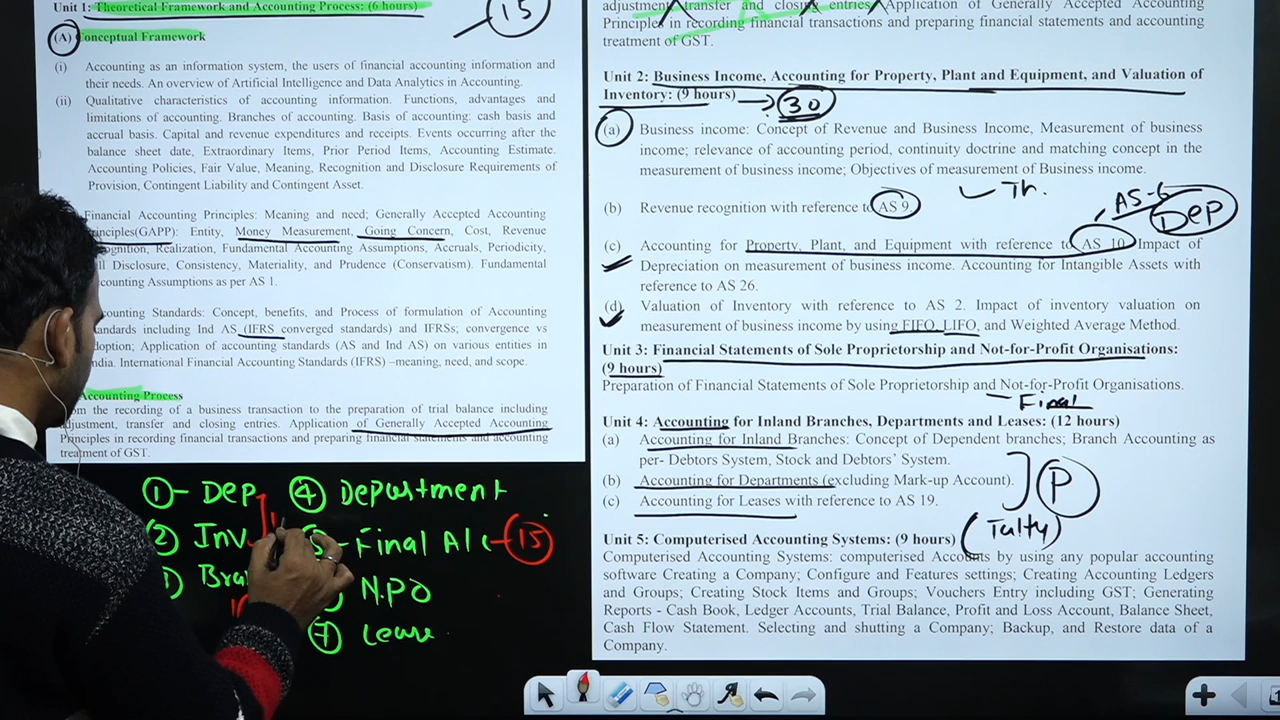 Unit 1: Theoretical Framework and Accounting Process: (6 hours)
15
(A) Conceptual Framework
(i) Accounting as an information system, the users of financial accounting information and
their needs. An overview of Artificial Intelligence and Data Analytics in Accounting.
(ii) Qualitative characteristics of accounting information. Functions, advantages and
limitations of accounting. Branches of accounting. Basis of accounting: cash basis and
accrual basis. Capital and revenue expenditures and receipts. Events occurring after the
balance sheet date, Extraordinary Items, Prior Period Items, Accounting Estimate.
Accounting Policies, Fair Value, Meaning, Recognition and Disclosure Requirements of
Provision, Contingent Liability and Contingent Asset.
Financial Accounting Principles: Meaning and need; Generally Accepted Accounting
(GAPP): Entity, Money Measurement, Going Concern, Cost, Revenue
Realization, Fundamental Accounting Assumptions, Accruals, Periodicity,
Disclosure, Consistency, Materiality, and Prudence (Conservatism). Fundamental
Assumptions as per AS 1.
Standards: Concept, benefits, and Process of formulation of Accounting
including Ind AS (IFRS converged standards) and IFRSs; convergence vs
Application of accounting standards (AS and Ind AS) on various entities in
International Financial Accounting Standards (IFRS) –meaning, need, and scope.
Accounting Process
the recording of a business transaction to the preparation of trial balance including
adjustment, transfer and closing entries. Application of Generally Accepted Accounting
Principles in recording financial transactions and preparing financial statements and accounting
treatment of GST.
① - Dep
② Inv
Bra
④ Department
- Final A/c - 15
N.P.O
⑦ Lease
adjustment, transfer and closing entries. Application of Generally Accepted Accounting
Principles in recording financial transactions and preparing financial statements and accounting
treatment of GST.
Unit 2: Business Income, Accounting for Property, Plant and Equipment, and Valuation of
Inventory: (9 hours) → 30
(a) Business income: Concept of Revenue and Business Income, Measurement of business
income; relevance of accounting period, continuity doctrine and matching concept in the
measurement of business income; Objectives of measurement of Business income.
Th.
(b) Revenue recognition with reference to AS 9.
AS-6
Dep
(c) Accounting for Property, Plant, and Equipment with reference to AS 10. Impact of
Depreciation on measurement of business income. Accounting for Intangible Assets with
reference to AS 26.
(d) Valuation of Inventory with reference to AS 2. Impact of inventory valuation on
measurement of business income by using FIFO, LIFO, and Weighted Average Method.
Unit 3: Financial Statements of Sole Proprietorship and Not-for-Profit Organisations:
(9 hours)
Preparation of Financial Statements of Sole Proprietorship and Not-for-Profit Organisations.
Final
Unit 4: Accounting for Inland Branches, Departments and Leases: (12 hours)
(a) Accounting for Inland Branches: Concept of Dependent branches; Branch Accounting as
per- Debtors System, Stock and Debtors' System.
(b) Accounting for Departments (excluding Mark-up Account).
(c) Accounting for Leases with reference to AS 19.
P
Unit 5: Computerised Accounting Systems: (9 hours) (Tally)
Computerised Accounting Systems: computerised Accounts by using any popular accounting
software Creating a Company; Configure and Features settings; Creating Accounting Ledgers
and Groups; Creating Stock Items and Groups; Vouchers Entry including GST; Generating
Reports - Cash Book, Ledger Accounts, Trial Balance, Profit and Loss Account, Balance Sheet,
Cash Flow Statement. Selecting and shutting a Company; Backup, and Restore data of a
Company.